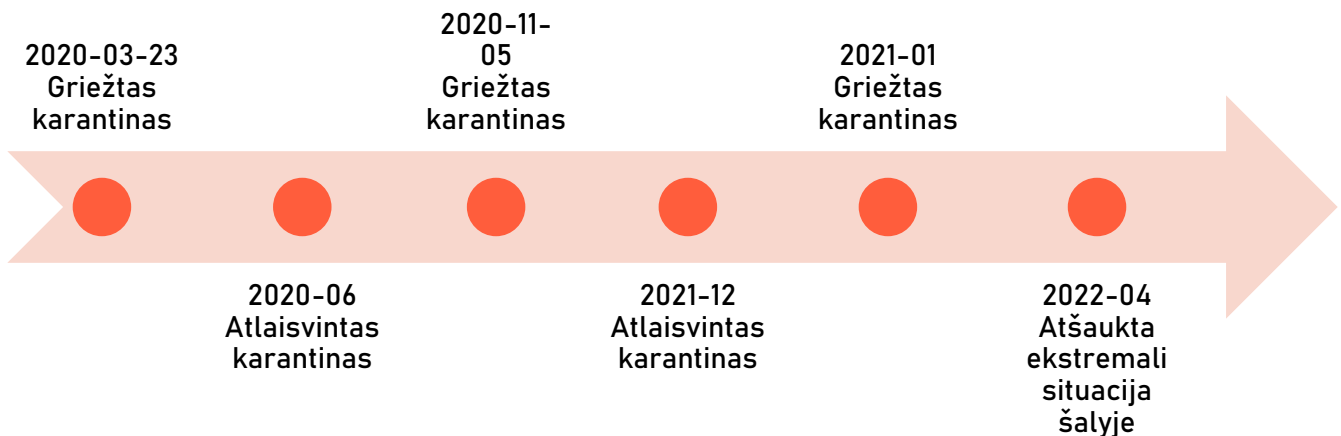 2020-03-23
Griežtas
karantinas
2020-06
Atlaisvintas
karantinas
2020-11-
05
Griežtas
karantinas
2021-12
Atlaisvintas
karantinas
2021-01
Griežtas
karantinas
2022-04
Atšaukta
ekstremali
situacija
šalyje